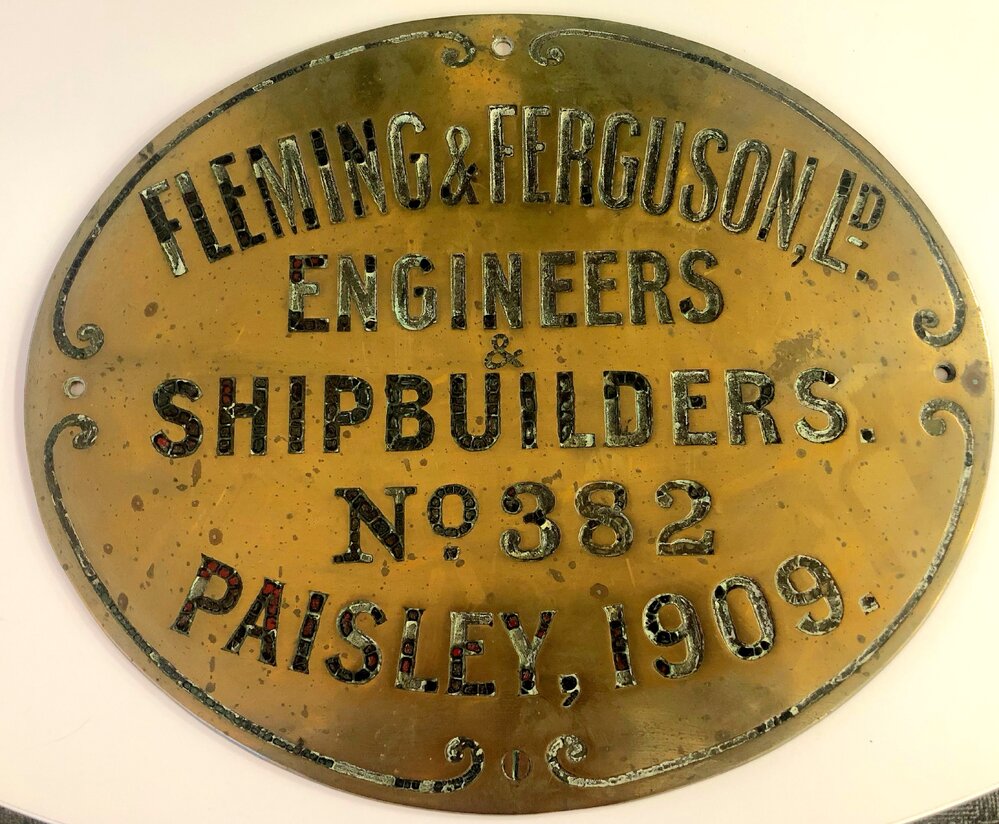 FLEMING & FERGUSON, LD.
ENGINEERS
&
SHIPBUILDERS.
No. 382
PAISLEY, 1909.